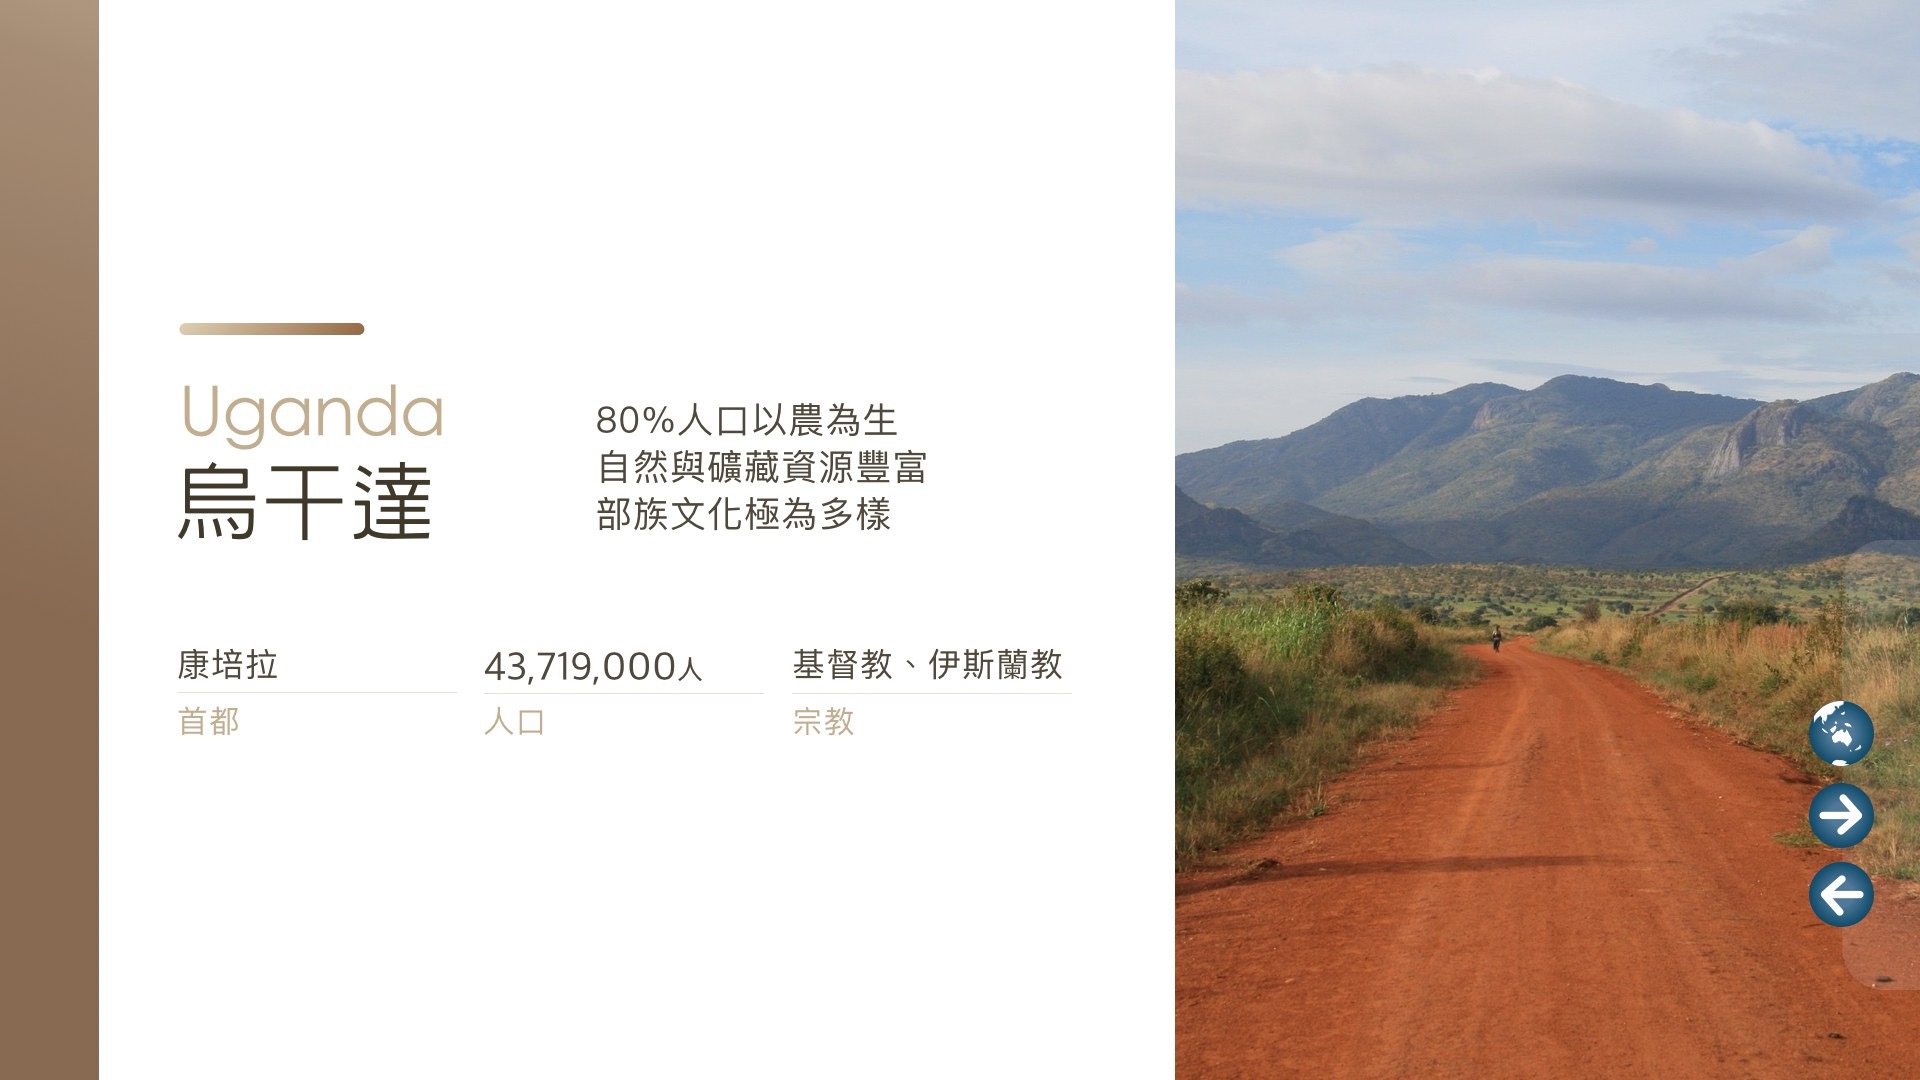 Uganda
烏干達
80%人口以農為生
自然與礦藏資源豐富
部族文化極為多樣
康培拉
首都
43,719,000人
人口
基督教、伊斯蘭教
宗教